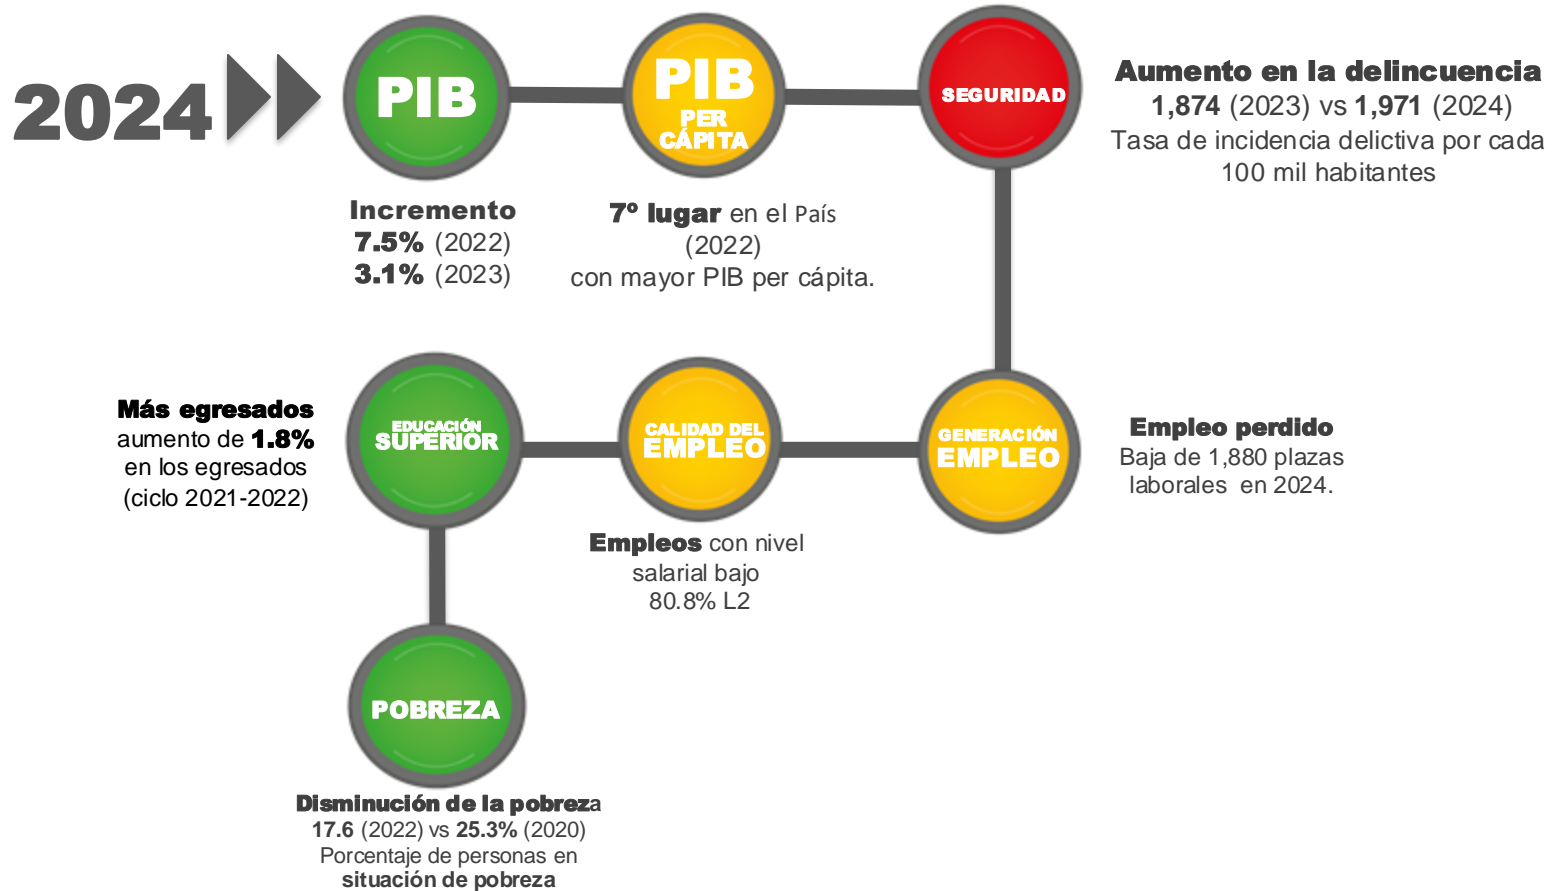 2024
PIB
Incremento
7.5% (2022)
3.1% (2023)
PIB
PER
CÁPITA
7º lugar en el País
(2022)
con mayor PIB per cápita.
SEGURIDAD
Aumento en la delincuencia
1,874 (2023) vs 1,971 (2024)
Tasa de incidencia delictiva por cada
100 mil habitantes
GENERACIÓN
EMPLEO
Empleo perdido
Baja de 1,880 plazas
laborales en 2024.
CALIDAD DEL
EMPLEO
Empleos con nivel
salarial bajo
80.8% L2
EDUCACIÓN
SUPERIOR
Más egresados
aumento de 1.8%
en los egresados
(ciclo 2021-2022)
POBREZA
Disminución de la pobreza
17.6 (2022) vs 25.3% (2020)
Porcentaje de personas en
situación de pobreza